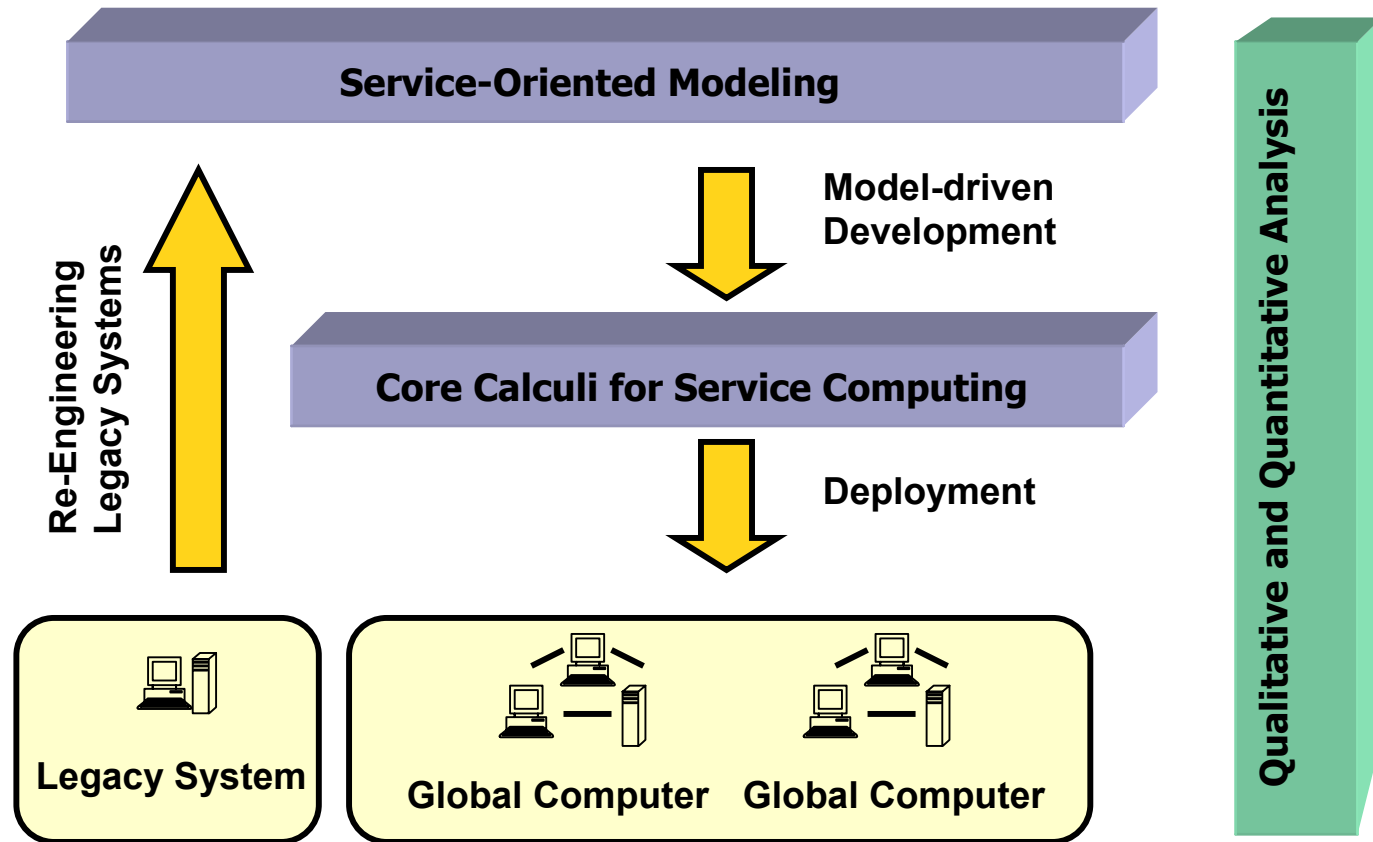 Service-Oriented Modeling
Model-driven
Development
Re-Engineering
Legacy Systems
Core Calculi for Service Computing
Deployment
Legacy System
Global Computer
Global Computer
Qualitative and Quantitative Analysis